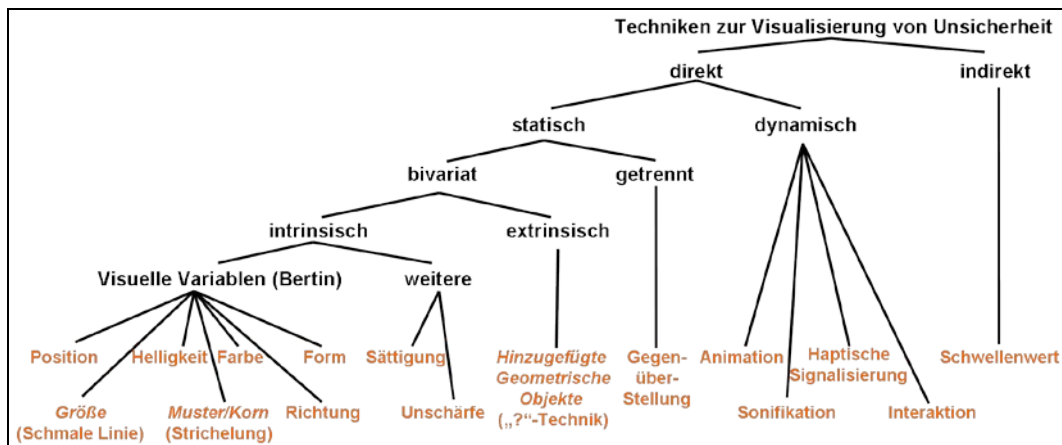 Techniken zur Visualisierung von Unsicherheit
direkt
indirekt
statisch
dynamisch
bivariat
getrennt
intrinsisch
extrinsisch
Visuelle Variablen (Bertin)
weitere
Position
Helligkeit
Farbe
Form
Sättigung
Hinzugefügte
Geometrische
Objekte
(„?“-Technik)
Gegen-
über-
Stellung
Animation
Haptische
Signalisierung
Schwellenwert
Größe
(Schmale Linie)
Muster/Korn
(Strichelung)
Richtung
Unschärfe
Sonifikation
Interaktion